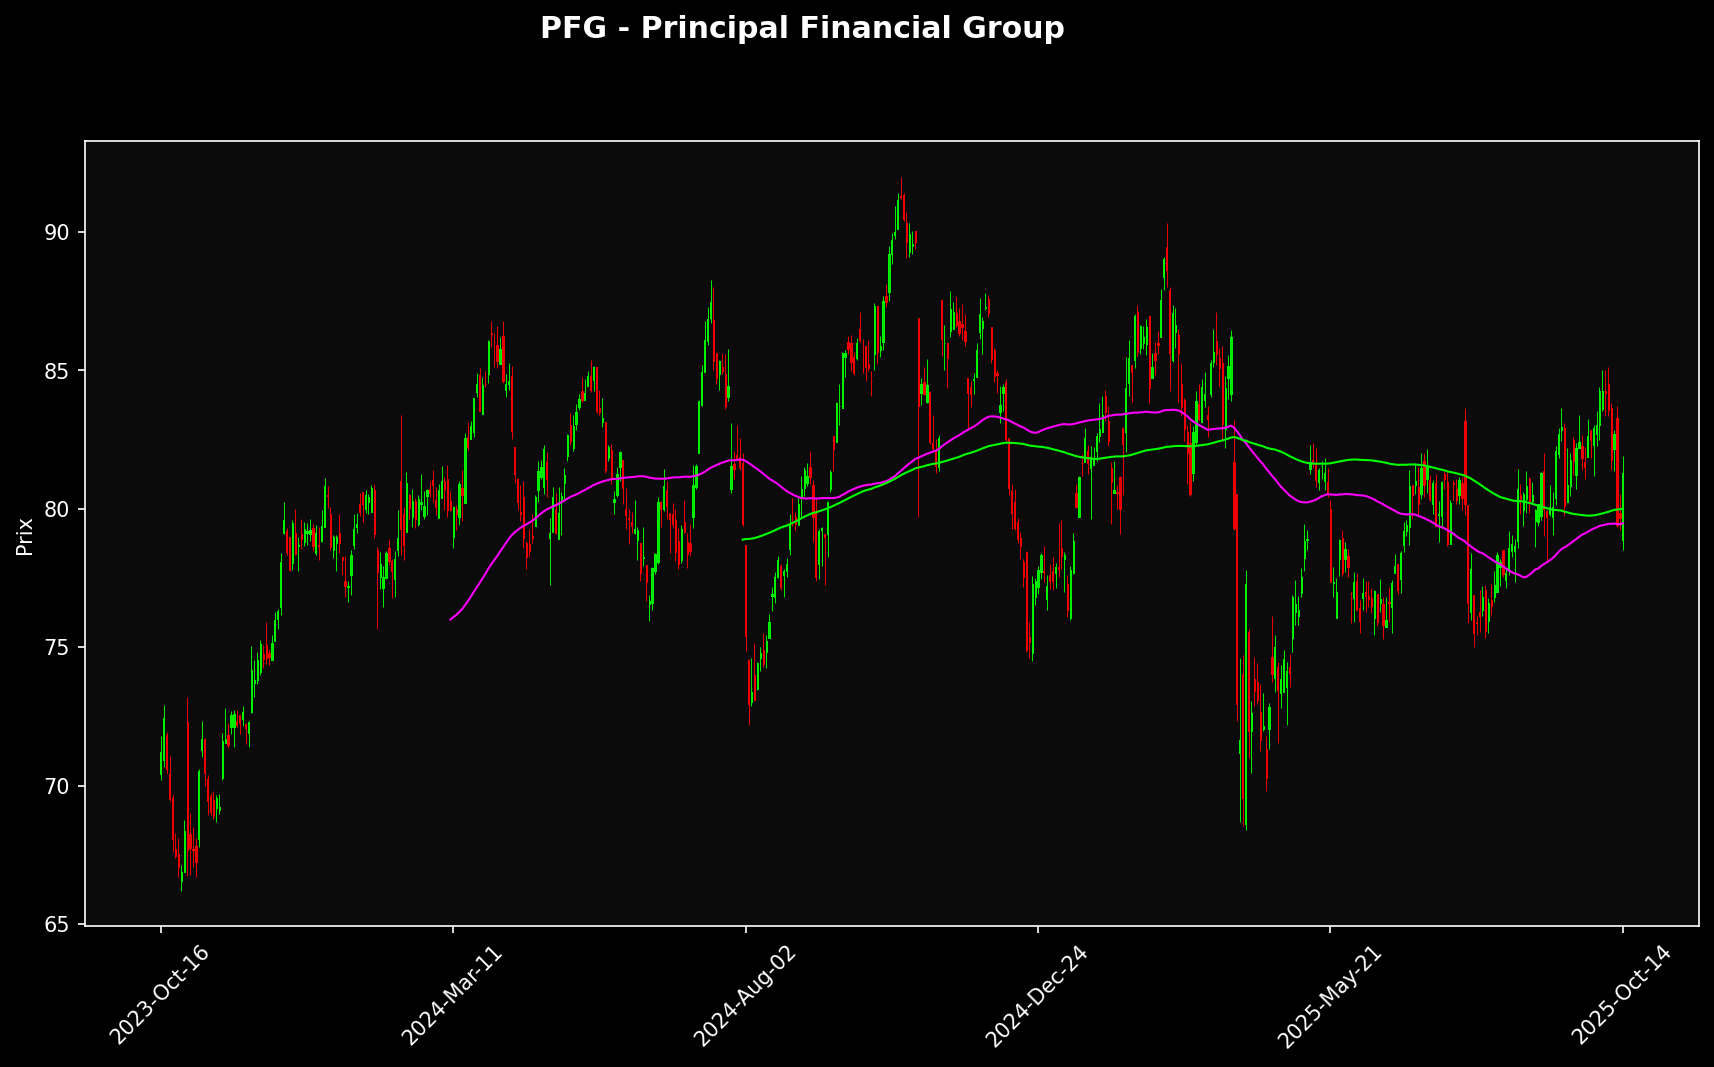 PFG - Principal Financial Group
Prix
90
85
80
75
70
65
2023-Oct-16
2024-Mar-11
2024-Aug-02
2024-Dec-24
2025-May-21
2025-Oct-14